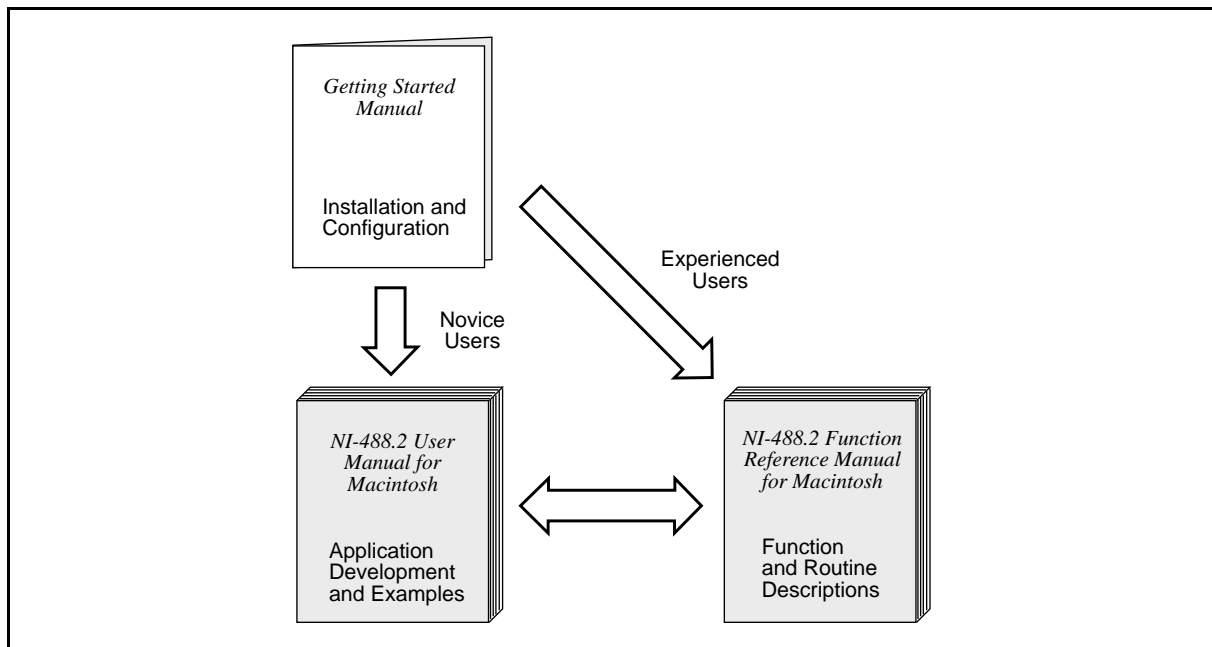 Getting Started
Manual
Installation and
Configuration
Experienced
Users
Novice
Users
NI-488.2 User
Manual for
Macintosh
Application
Development
and Examples
NI-488.2 Function
Reference Manual
for Macintosh
Function
and Routine
Descriptions